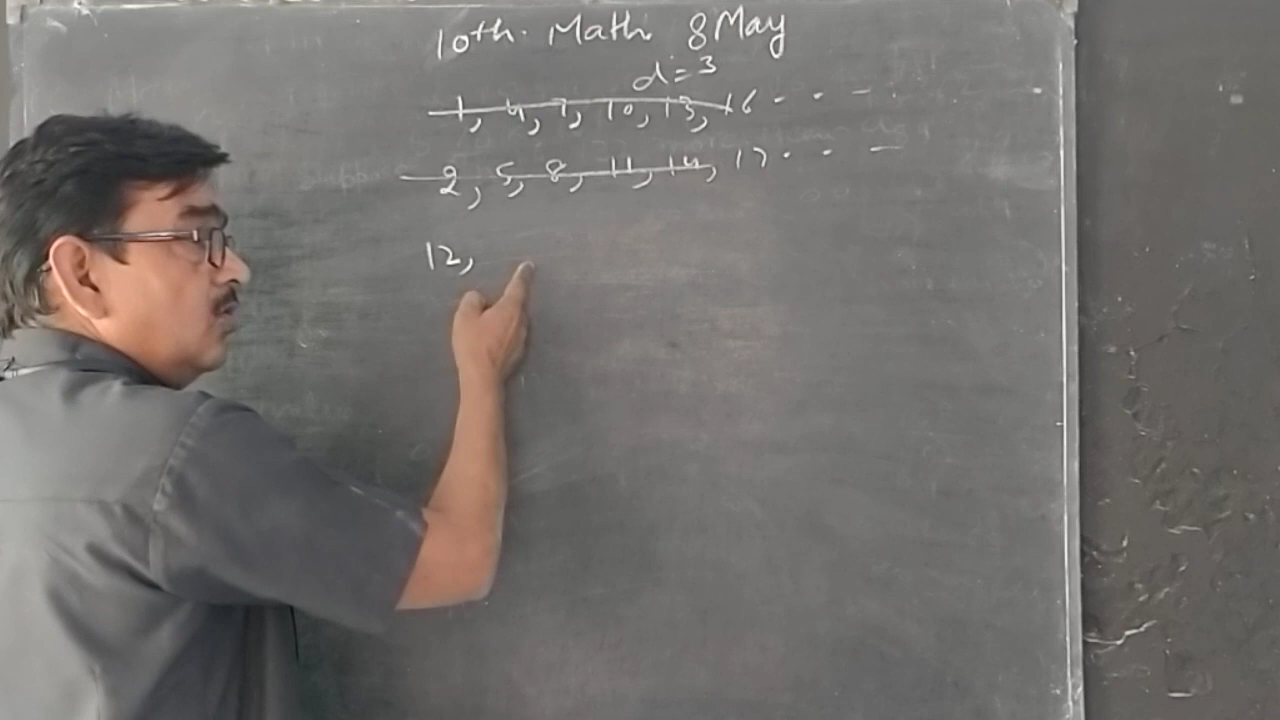 10th. Math 8 May
d=3
1, 4, 7, 10, 13, 16 - - -
2, 5, 8, 11, 14, 17 - - -
12,